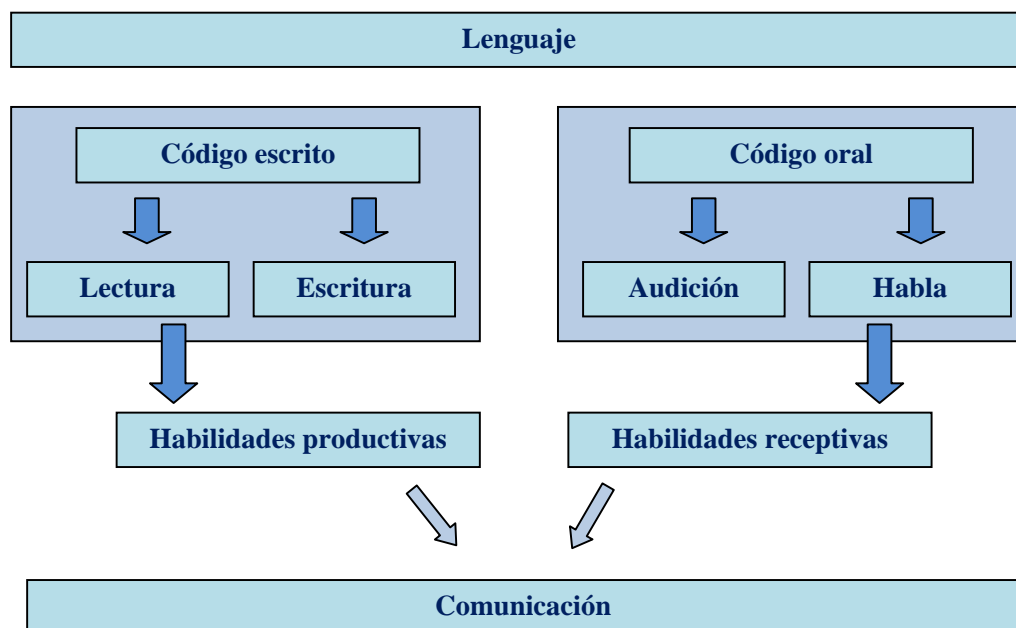 Lenguaje
Código escrito
Código oral
Lectura
Escritura
Audición
Habla
Habilidades productivas
Habilidades receptivas
Comunicación